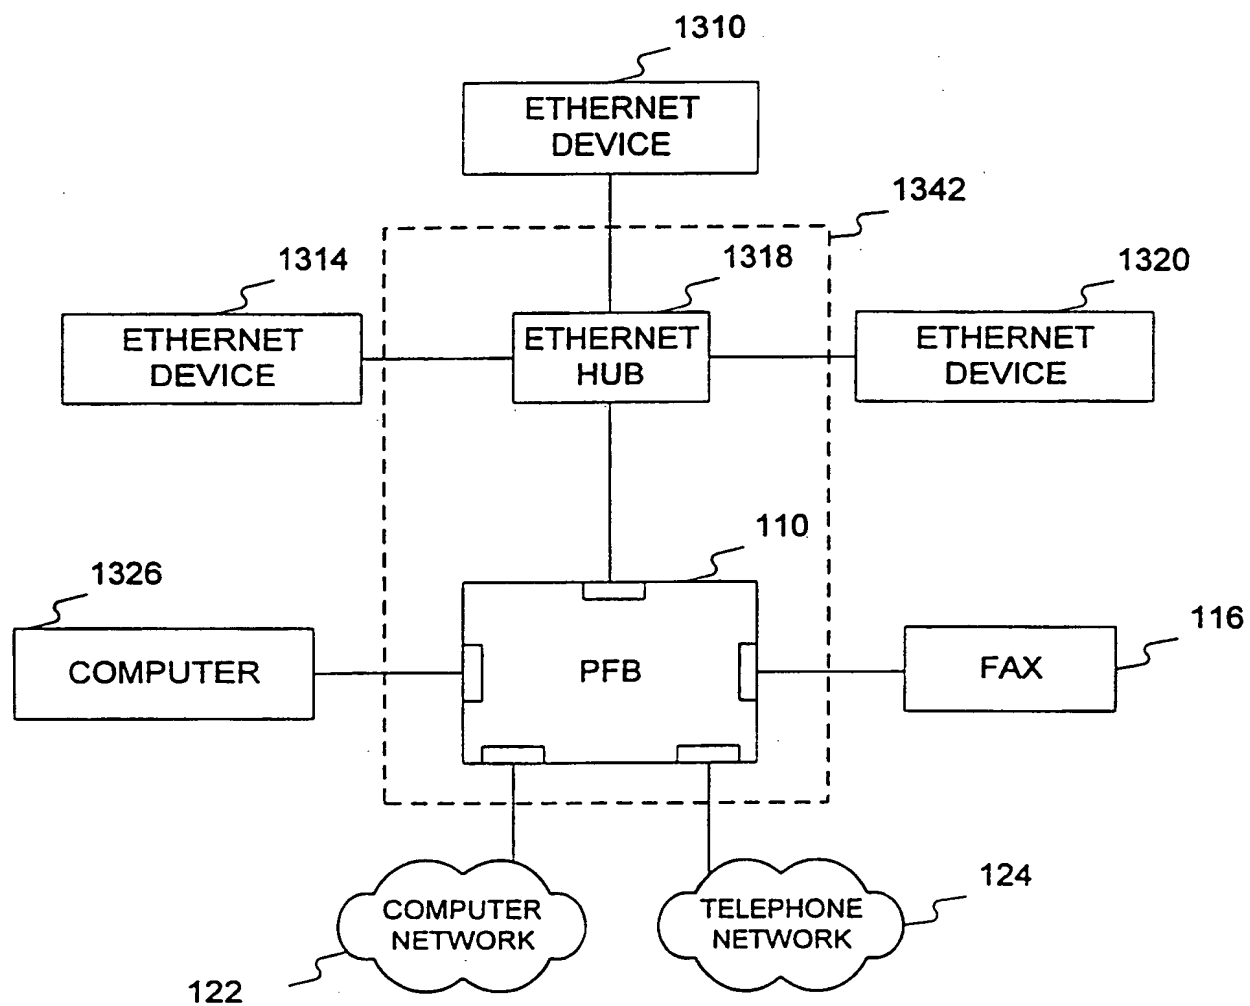 1310
ETHERNET
DEVICE
1342
1314
1318
1320
ETHERNET
DEVICE
ETHERNET
HUB
ETHERNET
DEVICE
110
1326
116
COMPUTER
PFB
FAX
COMPUTER
NETWORK
TELEPHONE
NETWORK
124
122